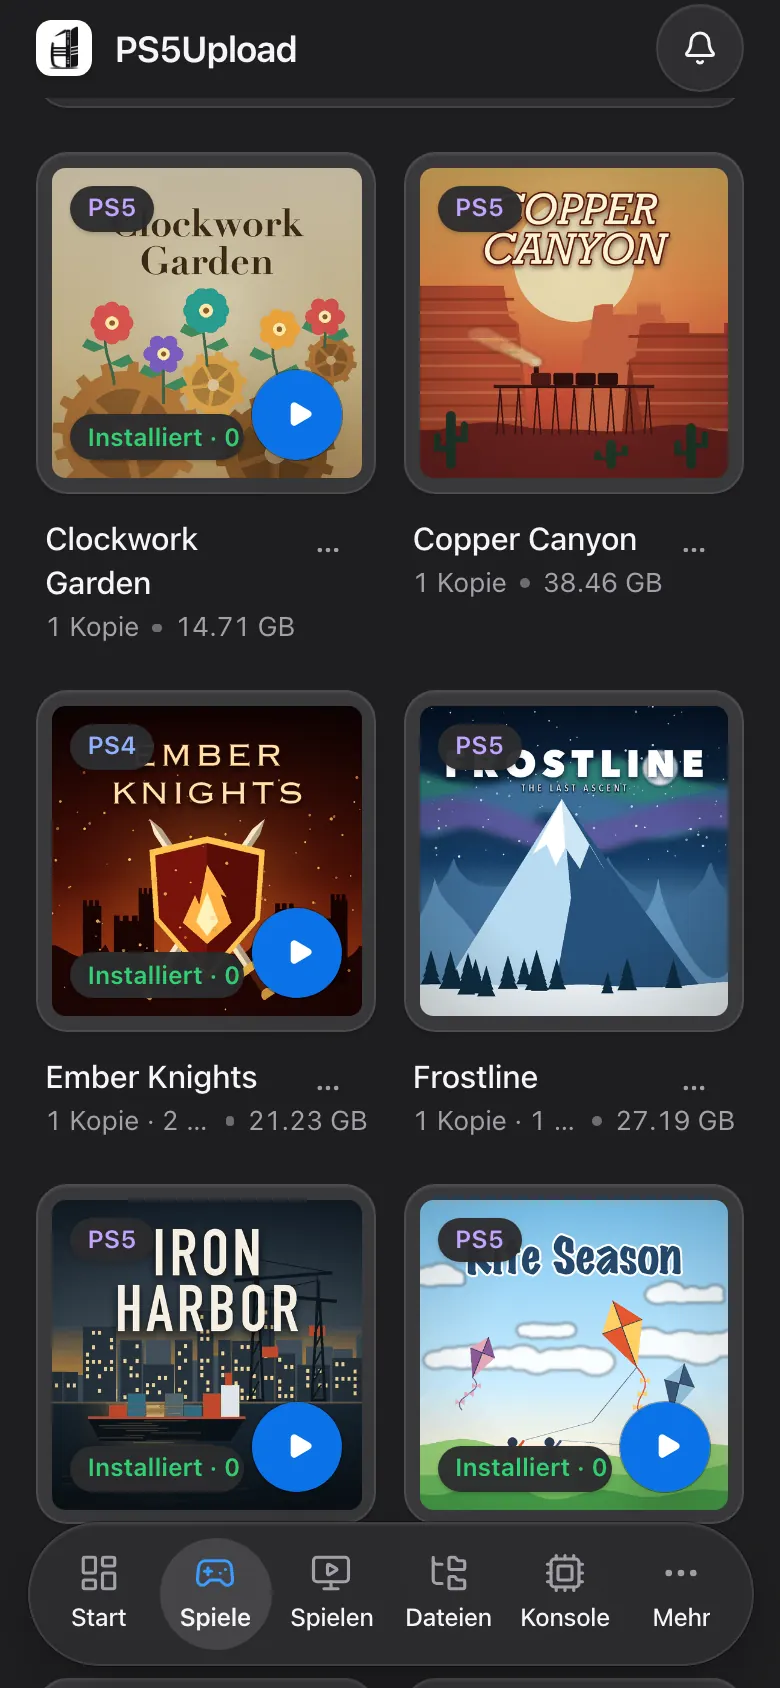 PS5Upload
PS5
Clockwork
Garden
Installiert · 0
PS5
COPPER
CANYON
Clockwork
Garden
...
1 Kopie • 14.71 GB
Copper Canyon
...
1 Kopie • 38.46 GB
PS4
EMBER
KNIGHTS
Installiert · 0
PS5
FROSTLINE
THE LAST ASCENT
Ember Knights
...
1 Kopie · 2 ... • 21.23 GB
Frostline
...
1 Kopie · 1 ... • 27.19 GB
PS5
IRON
HARBOR
Installiert · 0
PS5
Kite Season
Installiert · 0
Start
Spiele
Spielen
Dateien
Konsole
Mehr